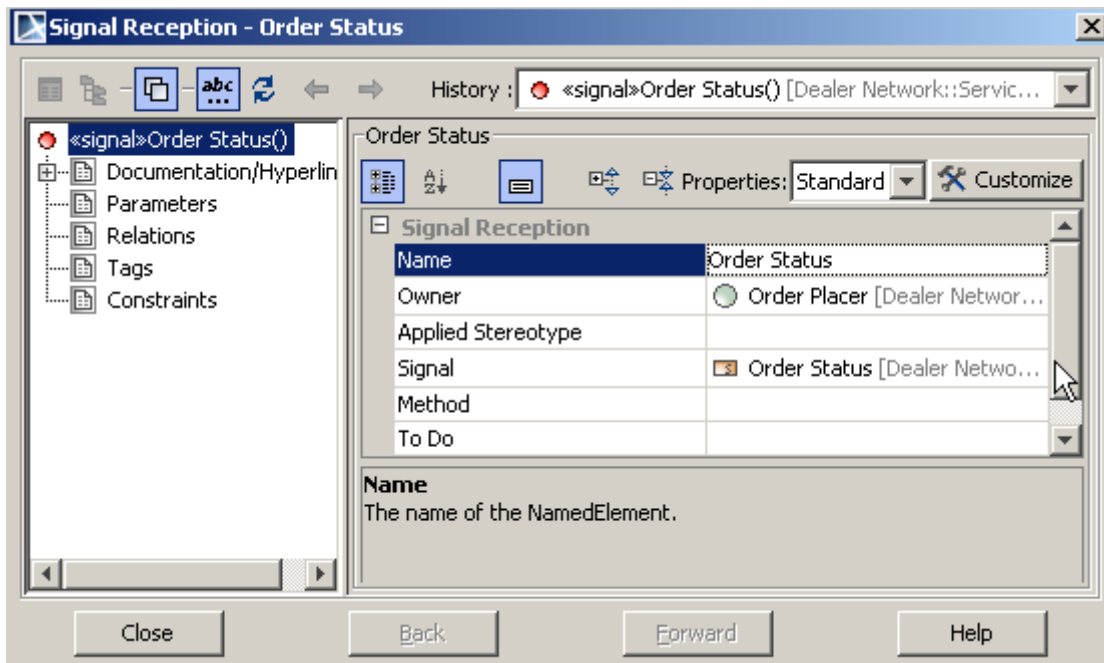 Signal Reception - Order Status
abc
History : «signal»Order Status() [Dealer Network::Servic...
«signal»Order Status()
Documentation/Hyperlin
Parameters
Relations
Tags
Constraints
Order Status
A Z Properties: Standard Customize
Signal Reception
Name Order Status
Owner Order Placer [Dealer Networ...
Applied Stereotype
Signal S Order Status [Dealer Netwo...
Method
To Do
Name
The name of the NamedElement.
Close Back Forward Help